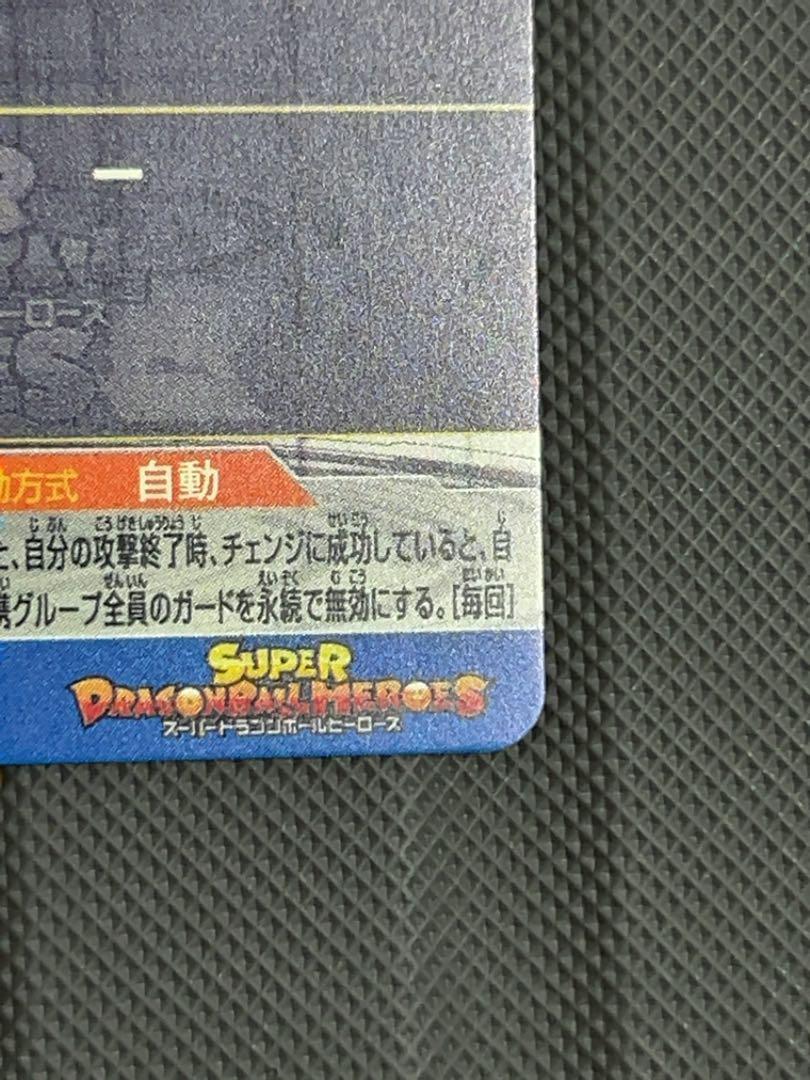 ー
ーロース
動方式 自動
と、自分の攻撃終了時、チェンジに成功していると、自
携グループ全員のガードを永続で無効にする。[毎回]
SUPER
DRAGONBALL HEROES
スーパードラゴンボールヒーローズ